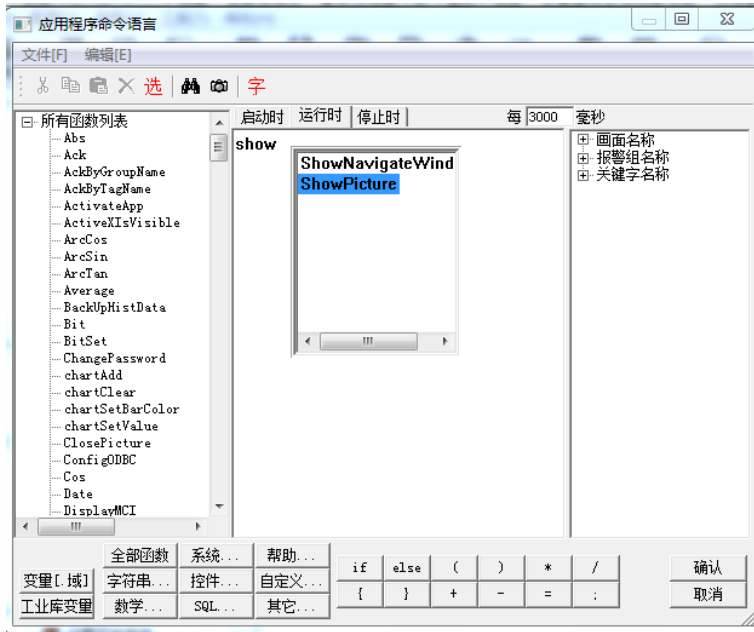 应用程序命令语言
文件[F] 编辑[E]
选 字
启动时 运行时 停止时 每 3000 毫秒
所有函数列表
Abs
Ack
AckByGroupName
AckByTagName
ActivateApp
ActiveXIsVisible
ArcCos
ArcSin
ArcTan
Average
BackUpHistData
Bit
BitSet
ChangePassword
chartAdd
chartClear
chartSetBarColor
chartSetValue
ClosePicture
ConfigODBC
Cos
Date
DisplayMCI
show
ShowNavigateWind
ShowPicture
画面名称
报警组名称
关键字名称
全部函数 系统... 帮助...
变量[.域] 字符串... 控件... 自定义...
工业库变量 数学... SQL... 其它...
if else ( ) * /
{ } + - = ;
确认
取消